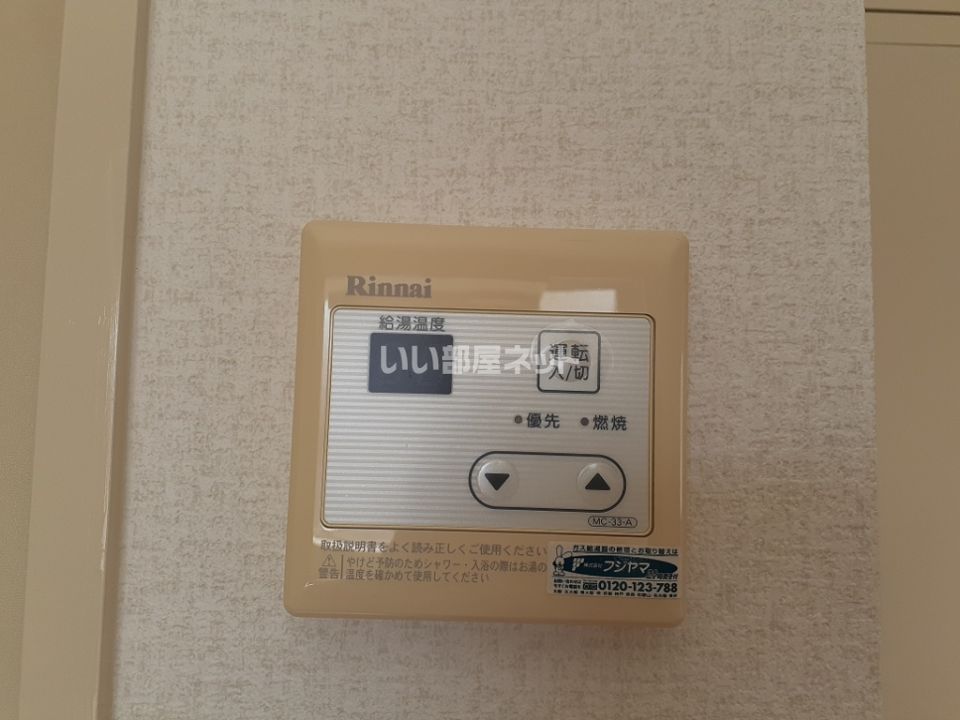 Rinnai
給湯温度
いい部屋ネット
運転
入/切
優先 燃焼
MC-33-A
取扱説明書をよく読み正しくご使用ください
警告 やけど予防のためシャワー・入浴の際はお湯の
温度を確かめて使用してください
株式会社 フジヤマ
0120-123-788